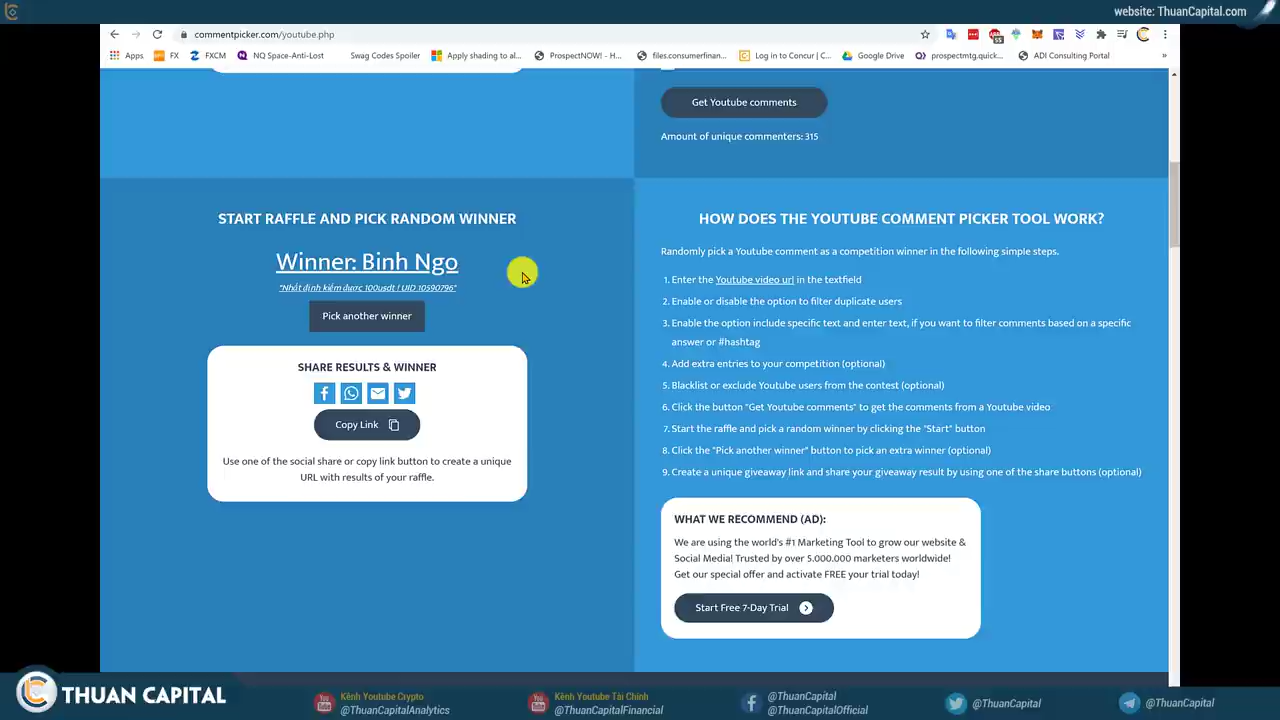 website: ThuanCapital.com
commentpicker.com/youtube.php
Apps
FX
FXCM
NQ Space-Anti-Lost
Swag Codes Spoiler
Apply shading to al...
ProspectNOW! - H...
files.consumerfinan...
Log in to Concur | C...
Google Drive
prospectmtg.quick...
ADI Consulting Portal
»
55
Get Youtube comments
Amount of unique commenters: 315
START RAFFLE AND PICK RANDOM WINNER
Winner: Binh Ngo
"Nhất định kiếm được 100usdt ! UID 10590796"
Pick another winner
SHARE RESULTS & WINNER
Copy Link
Use one of the social share or copy link button to create a unique
URL with results of your raffle.
HOW DOES THE YOUTUBE COMMENT PICKER TOOL WORK?
Randomly pick a Youtube comment as a competition winner in the following simple steps.
1. Enter the Youtube video url in the textfield
2. Enable or disable the option to filter duplicate users
3. Enable the option include specific text and enter text, if you want to filter comments based on a specific
answer or #hashtag
4. Add extra entries to your competition (optional)
5. Blacklist or exclude Youtube users from the contest (optional)
6. Click the button "Get Youtube comments" to get the comments from a Youtube video
7. Start the raffle and pick a random winner by clicking the "Start" button
8. Click the "Pick another winner" button to pick an extra winner (optional)
9. Create a unique giveaway link and share your giveaway result by using one of the share buttons (optional)
WHAT WE RECOMMEND (AD):
We are using the world's #1 Marketing Tool to grow our website &
Social Media! Trusted by over 5.000.000 marketers worldwide!
Get our special offer and activate FREE your trial today!
Start Free 7-Day Trial
THUAN CAPITAL
Kênh Youtube Crypto
@ThuanCapitalAnalytics
Kênh Youtube Tài Chính
@ThuanCapitalFinancial
@ThuanCapital
@ThuanCapitalOfficial
@ThuanCapital
@ThuanCapital